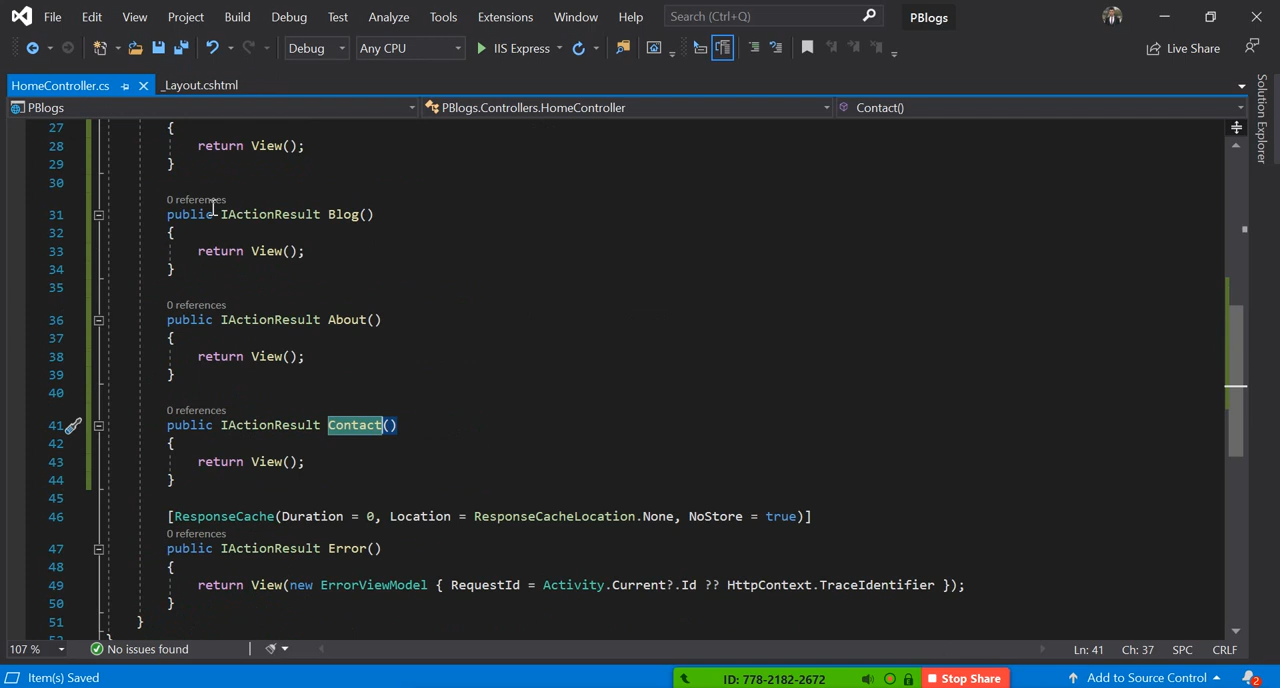 File Edit View Project Build Debug Test Analyze Tools Extensions Window Help Search (Ctrl+Q) PBlogs
Debug Any CPU IIS Express Live Share
HomeController.cs _Layout.cshtml
PBlogs PBlogs.Controllers.HomeController Contact()
Solution Explorer
27 {
28 return View();
29 }
30
0 references
31 public IActionResult Blog()
32 {
33 return View();
34 }
35
0 references
36 public IActionResult About()
37 {
38 return View();
39 }
40
0 references
41 public IActionResult Contact()
42 {
43 return View();
44 }
45
46 [ResponseCache(Duration = 0, Location = ResponseCacheLocation.None, NoStore = true)]
0 references
47 public IActionResult Error()
48 {
49 return View(new ErrorViewModel { RequestId = Activity.Current?.Id ?? HttpContext.TraceIdentifier });
50 }
51 }
52 }
107 % No issues found Ln: 41 Ch: 37 SPC CRLF
Item(s) Saved ID: 778-2182-2672 Stop Share Add to Source Control 2